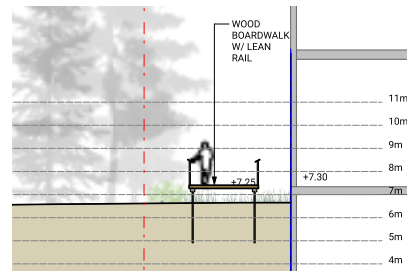 WOOD
BOARDWALK
W/ LEAN
RAIL
11m
10m
9m
8m
+7.25
+7.30
7m
6m
5m
4m